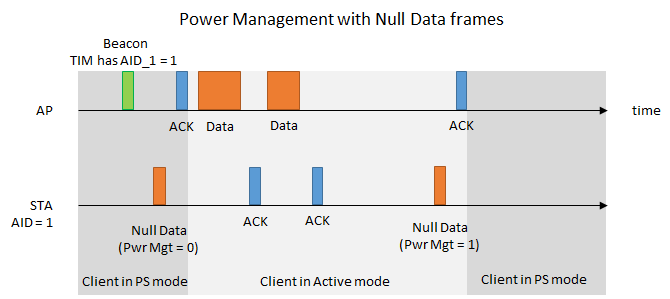 Power Management with Null Data frames
Beacon
TIM has AID_1 = 1
AP
time
ACK
Data
Data
ACK
STA
AID = 1
Null Data
(Pwr Mgt = 0)
ACK
ACK
Null Data
(Pwr Mgt = 1)
Client in PS mode
Client in Active mode
Client in PS mode